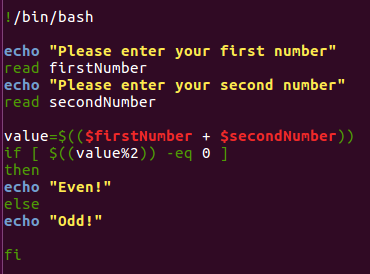 !/bin/bash
echo "Please enter your first number"
read firstNumber
echo "Please enter your second number"
read secondNumber
value=$(($firstNumber + $secondNumber))
if [ $((value%2)) -eq 0 ]
then
echo "Even!"
else
echo "Odd!"
fi